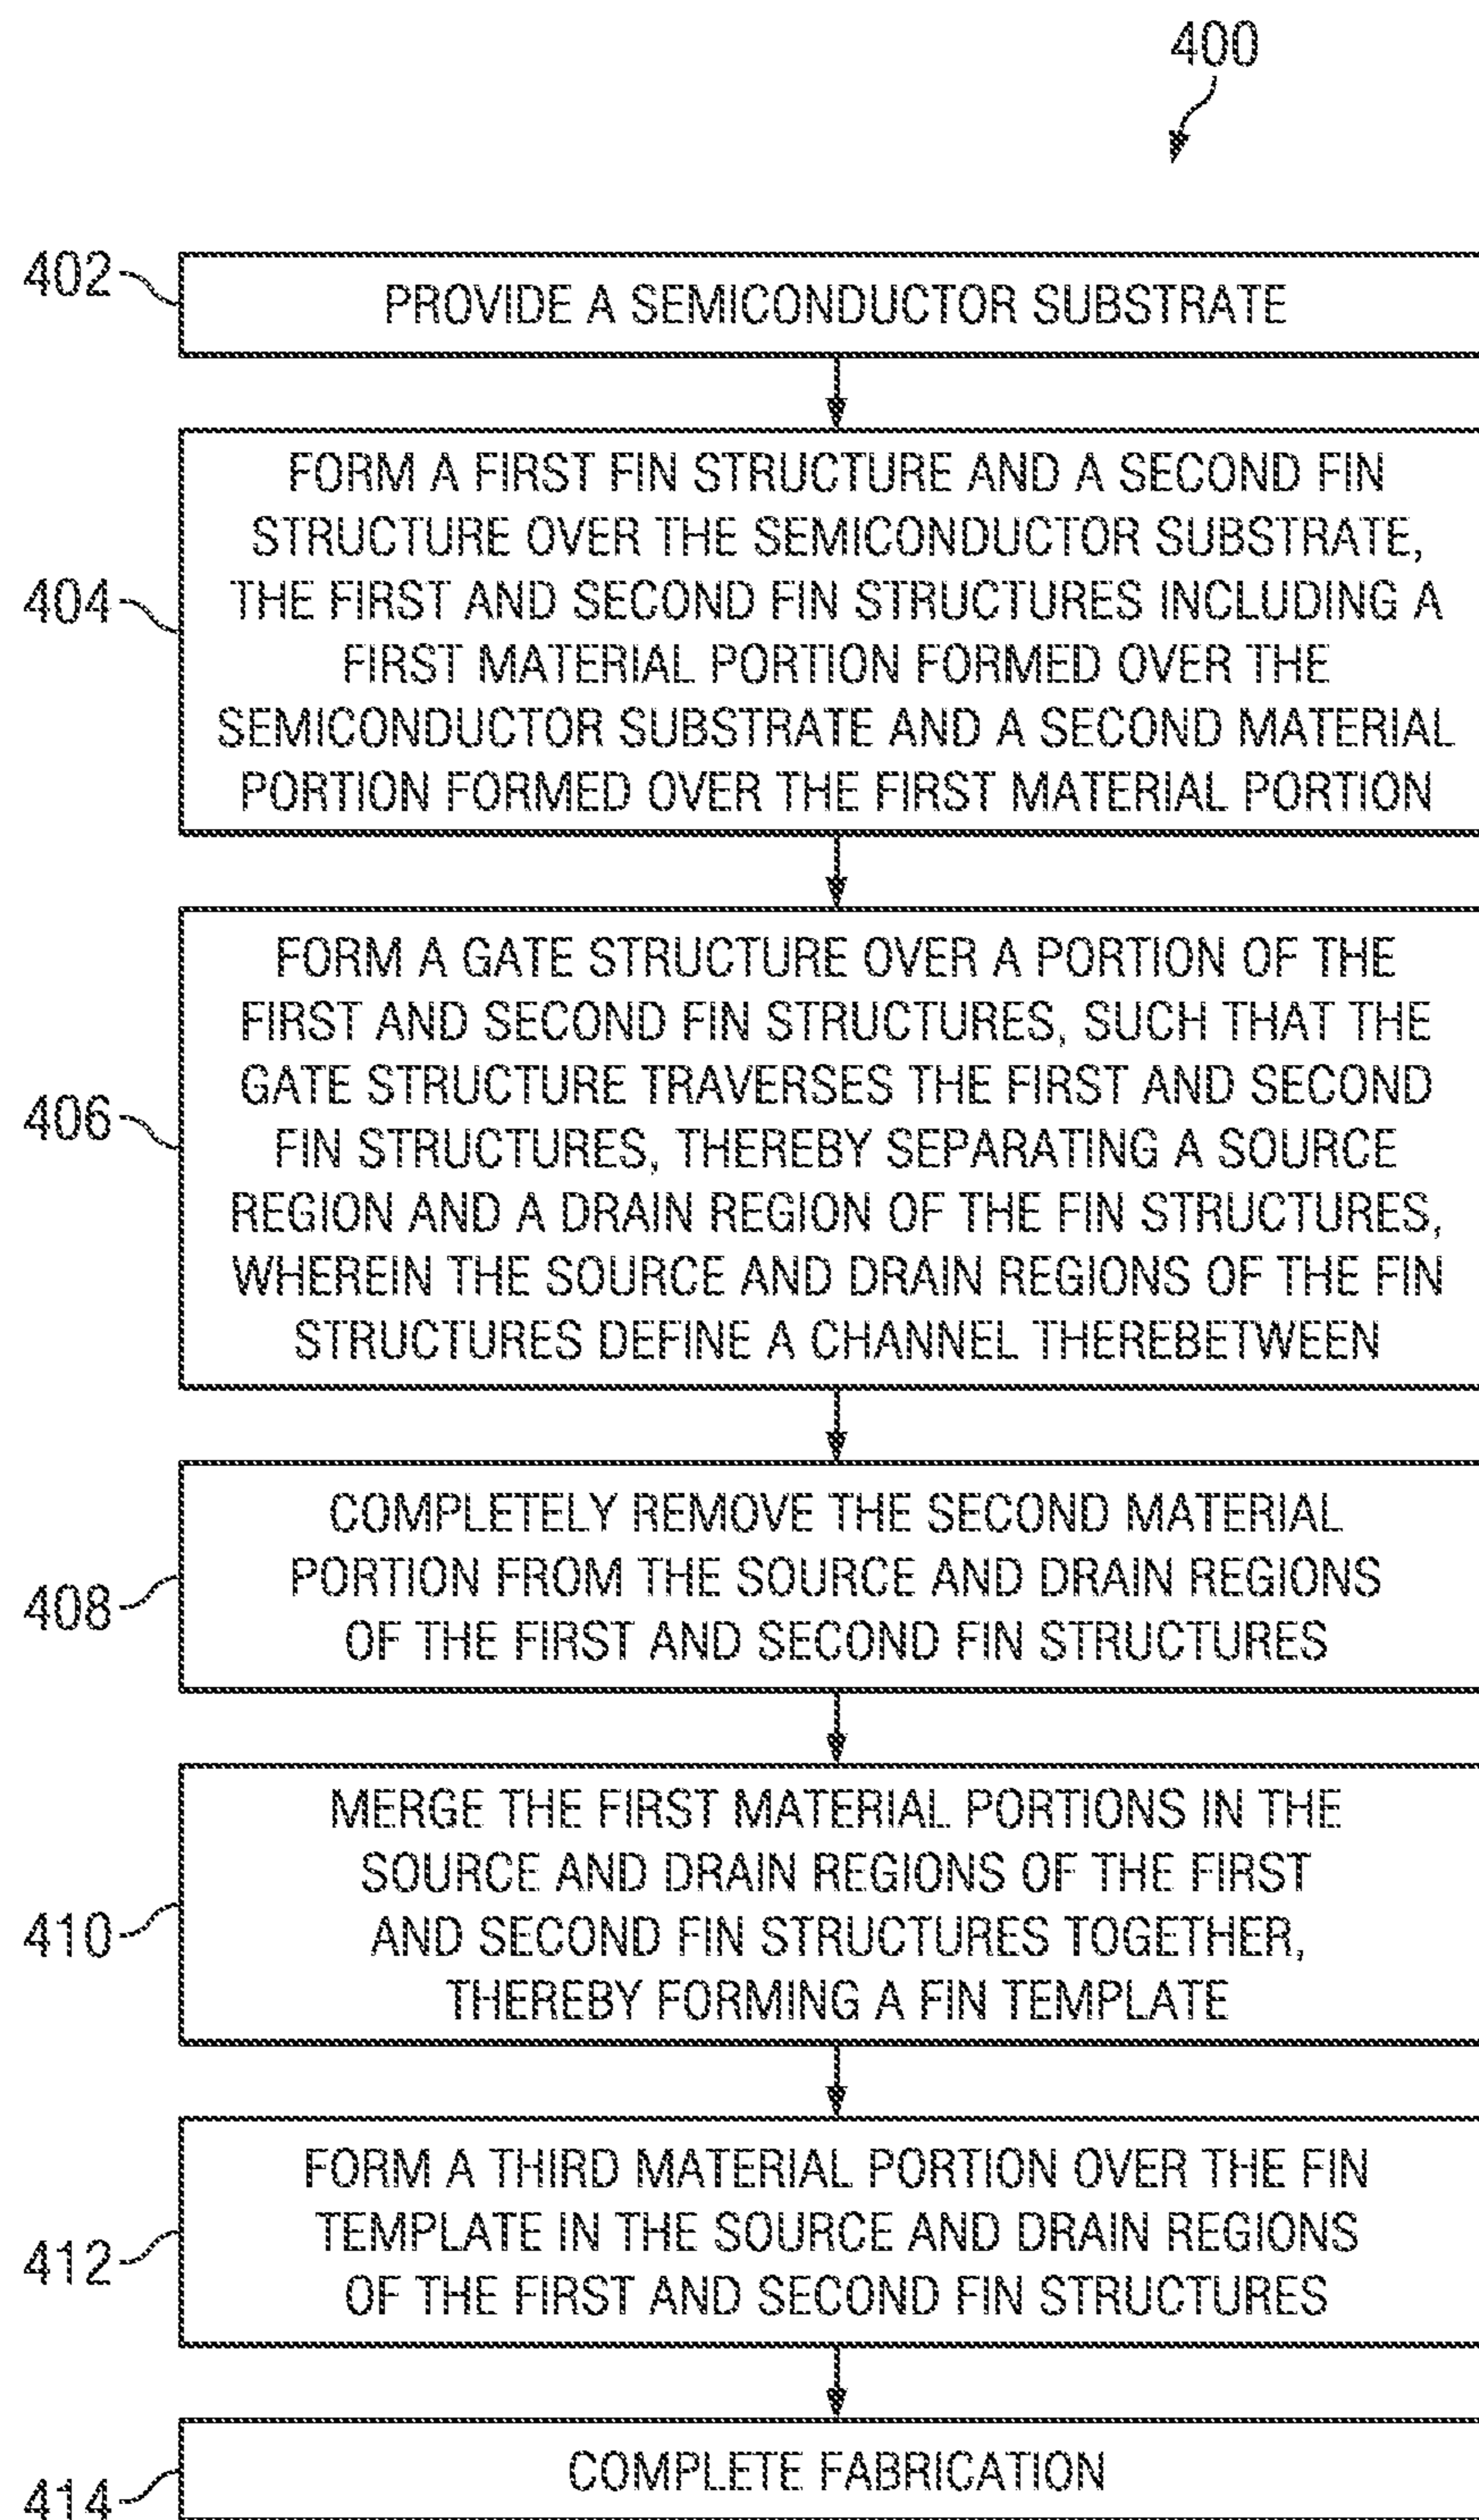 400
402
PROVIDE A SEMICONDUCTOR SUBSTRATE
404
FORM A FIRST FIN STRUCTURE AND A SECOND FIN
STRUCTURE OVER THE SEMICONDUCTOR SUBSTRATE,
THE FIRST AND SECOND FIN STRUCTURES INCLUDING A
FIRST MATERIAL PORTION FORMED OVER THE
SEMICONDUCTOR SUBSTRATE AND A SECOND MATERIAL
PORTION FORMED OVER THE FIRST MATERIAL PORTION
406
FORM A GATE STRUCTURE OVER A PORTION OF THE
FIRST AND SECOND FIN STRUCTURES, SUCH THAT THE
GATE STRUCTURE TRAVERSES THE FIRST AND SECOND
FIN STRUCTURES, THEREBY SEPARATING A SOURCE
REGION AND A DRAIN REGION OF THE FIN STRUCTURES,
WHEREIN THE SOURCE AND DRAIN REGIONS OF THE FIN
STRUCTURES DEFINE A CHANNEL THEREBETWEEN
408
COMPLETELY REMOVE THE SECOND MATERIAL
PORTION FROM THE SOURCE AND DRAIN REGIONS
OF THE FIRST AND SECOND FIN STRUCTURES
410
MERGE THE FIRST MATERIAL PORTIONS IN THE
SOURCE AND DRAIN REGIONS OF THE FIRST
AND SECOND FIN STRUCTURES TOGETHER,
THEREBY FORMING A FIN TEMPLATE
412
FORM A THIRD MATERIAL PORTION OVER THE FIN
TEMPLATE IN THE SOURCE AND DRAIN REGIONS
OF THE FIRST AND SECOND FIN STRUCTURES
414
COMPLETE FABRICATION